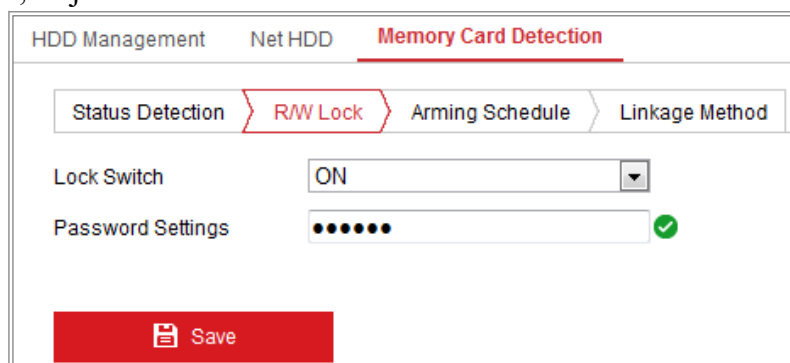 HDD Management Net HDD Memory Card Detection
Status Detection R/W Lock Arming Schedule Linkage Method
Lock Switch ON
Password Settings ••••••
Save